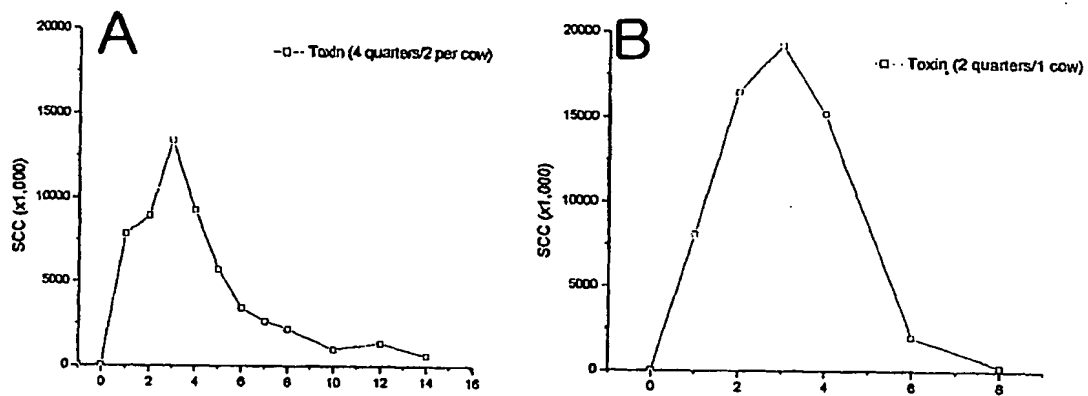 A
20000
15000
10000
5000
0
SCC (x1,000)
-□-- Toxin (4 quarters/2 per cow)
0 2 4 6 8 10 12 14 16
B
20000
15000
10000
5000
0
SCC (x1,000)
·□·· Toxin (2 quarters/1 cow)
0 2 4 6 8